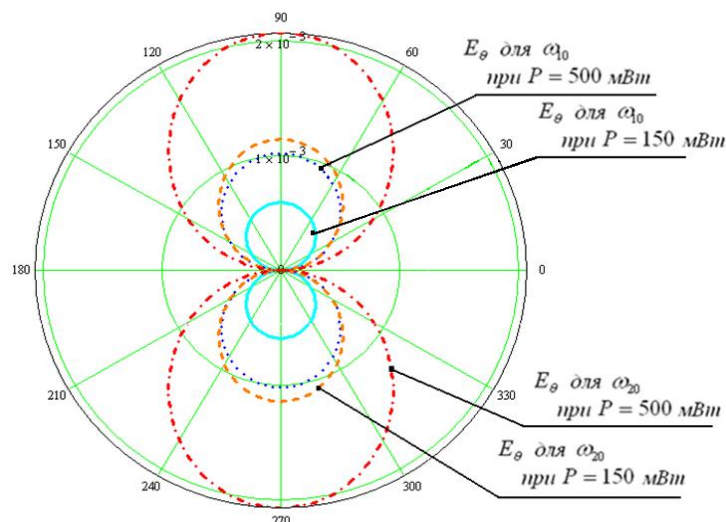 90
2×10⁻³
120
60
E_θ для ω₁₀
при P = 500 мВт
E_θ для ω₁₀
при P = 150 мВт
150
1×10⁻³
30
180
0
0
210
330
E_θ для ω₂₀
при P = 500 мВт
E_θ для ω₂₀
при P = 150 мВт
240
300
270